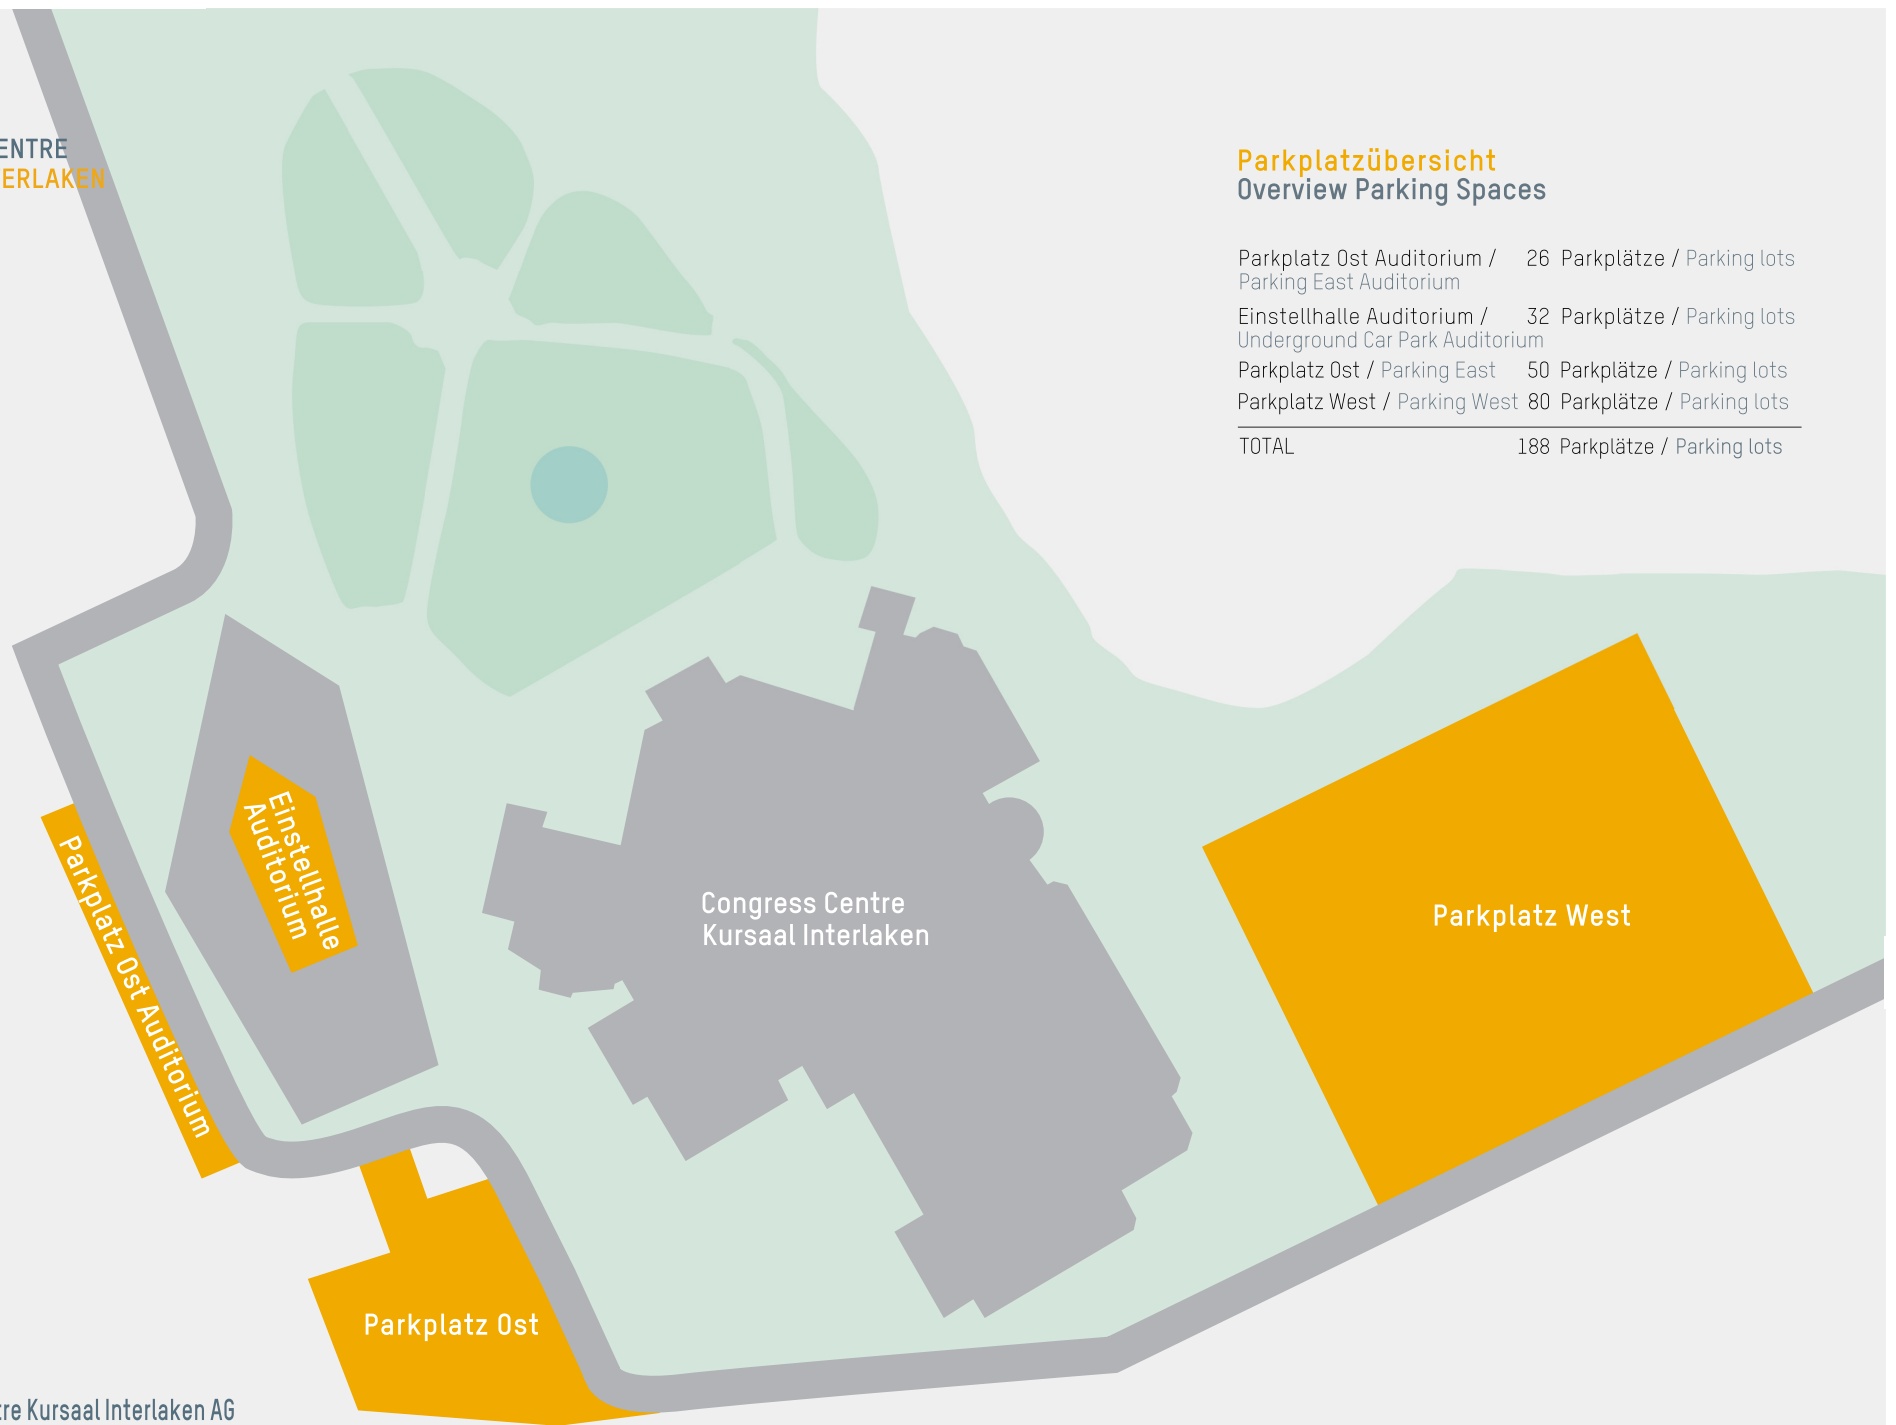 ENTRE
ERLAKEN
Parkplatzübersicht
Overview Parking Spaces
Parkplatz Ost Auditorium / 26 Parkplätze / Parking lots
Parking East Auditorium
Einstellhalle Auditorium / 32 Parkplätze / Parking lots
Underground Car Park Auditorium
Parkplatz Ost / Parking East 50 Parkplätze / Parking lots
Parkplatz West / Parking West 80 Parkplätze / Parking lots
TOTAL 188 Parkplätze / Parking lots
Einstellhalle
Auditorium
Parkplatz Ost Auditorium
Congress Centre
Kursaal Interlaken
Parkplatz West
Parkplatz Ost
tre Kursaal Interlaken AG